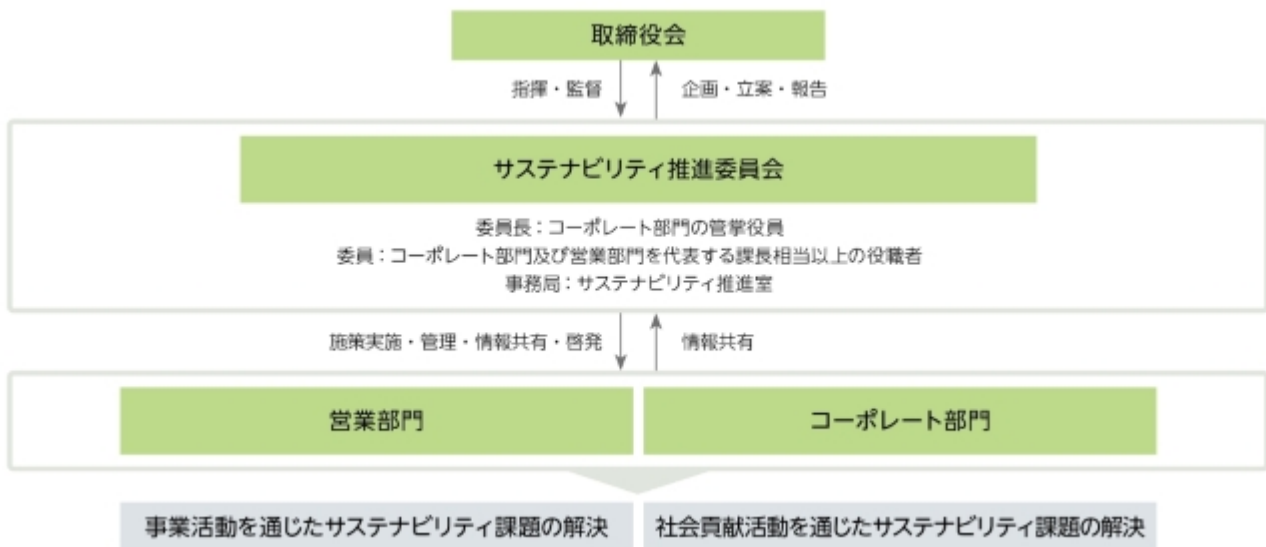 取締役会
指揮・監督
企画・立案・報告
サステナビリティ推進委員会
委員長：コーポレート部門の管掌役員
委員：コーポレート部門及び営業部門を代表する課長相当以上の役職者
事務局：サステナビリティ推進室
施策実施・管理・情報共有・啓発
情報共有
営業部門
コーポレート部門
事業活動を通じたサステナビリティ課題の解決
社会貢献活動を通じたサステナビリティ課題の解決